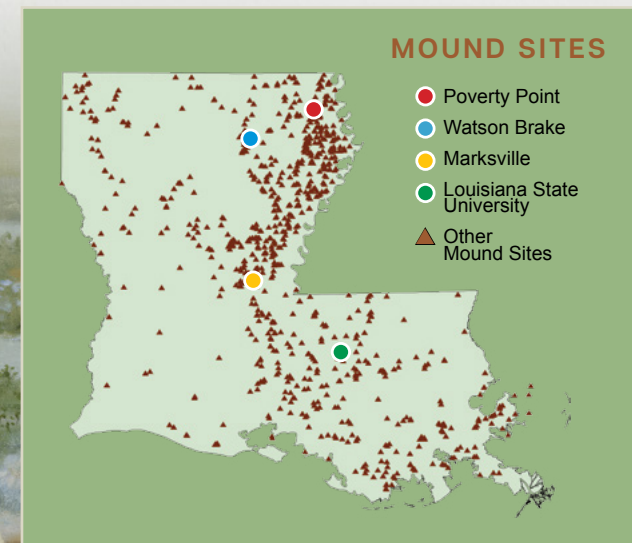 MOUND SITES
Poverty Point
Watson Brake
Marksville
Louisiana State
University
Other
Mound Sites